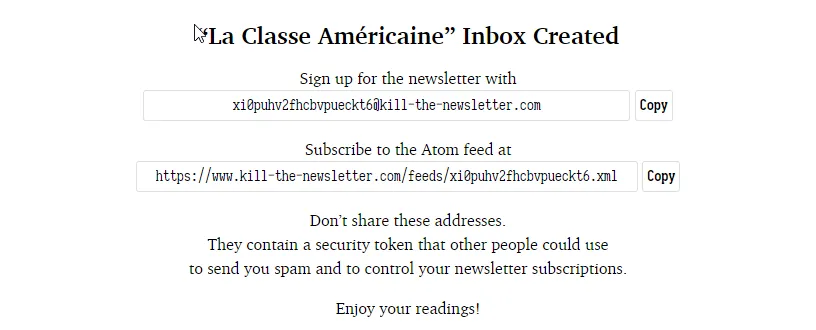 “La Classe Américaine” Inbox Created
Sign up for the newsletter with
xi0puhv2fhcbvpueckt6@kill-the-newsletter.com Copy
Subscribe to the Atom feed at
https://www.kill-the-newsletter.com/feeds/xi0puhv2fhcbvpueckt6.xml Copy
Don’t share these addresses.
They contain a security token that other people could use
to send you spam and to control your newsletter subscriptions.
Enjoy your readings!